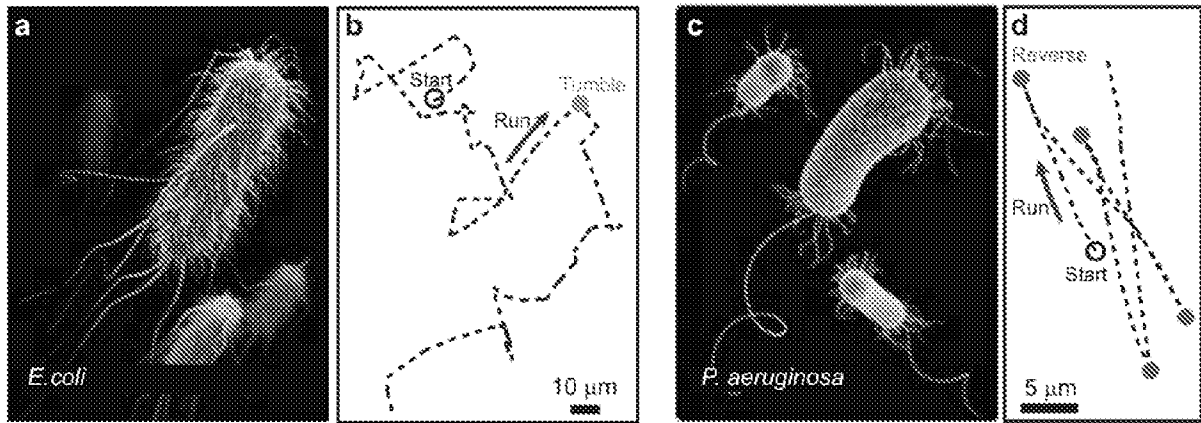 a
E.coli
b
Start
Tumble
Run
10 μm
c
P. aeruginosa
d
Reverse
Run
Start
5 μm